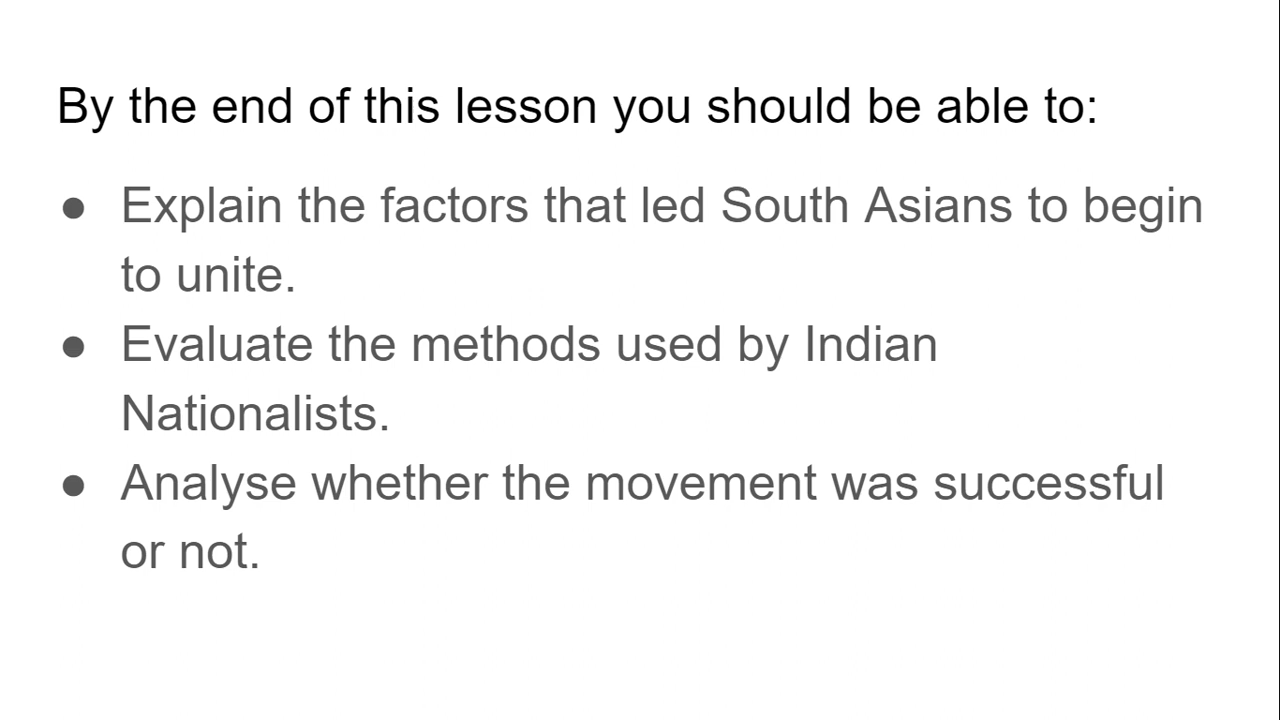 By the end of this lesson you should be able to:
● Explain the factors that led South Asians to begin
to unite.
● Evaluate the methods used by Indian
Nationalists.
● Analyse whether the movement was successful
or not.